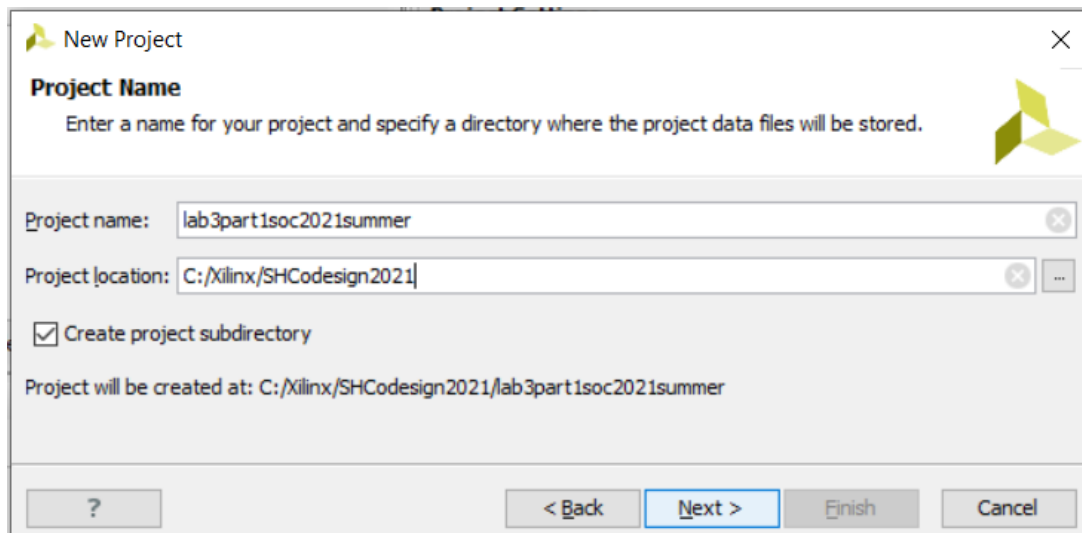 New Project
Project Name
Enter a name for your project and specify a directory where the project data files will be stored.
Project name: lab3part1soc2021summer
Project location: C:/Xilinx/SHCodesign2021 ...
Create project subdirectory
Project will be created at: C:/Xilinx/SHCodesign2021/lab3part1soc2021summer
? < Back Next > Finish Cancel